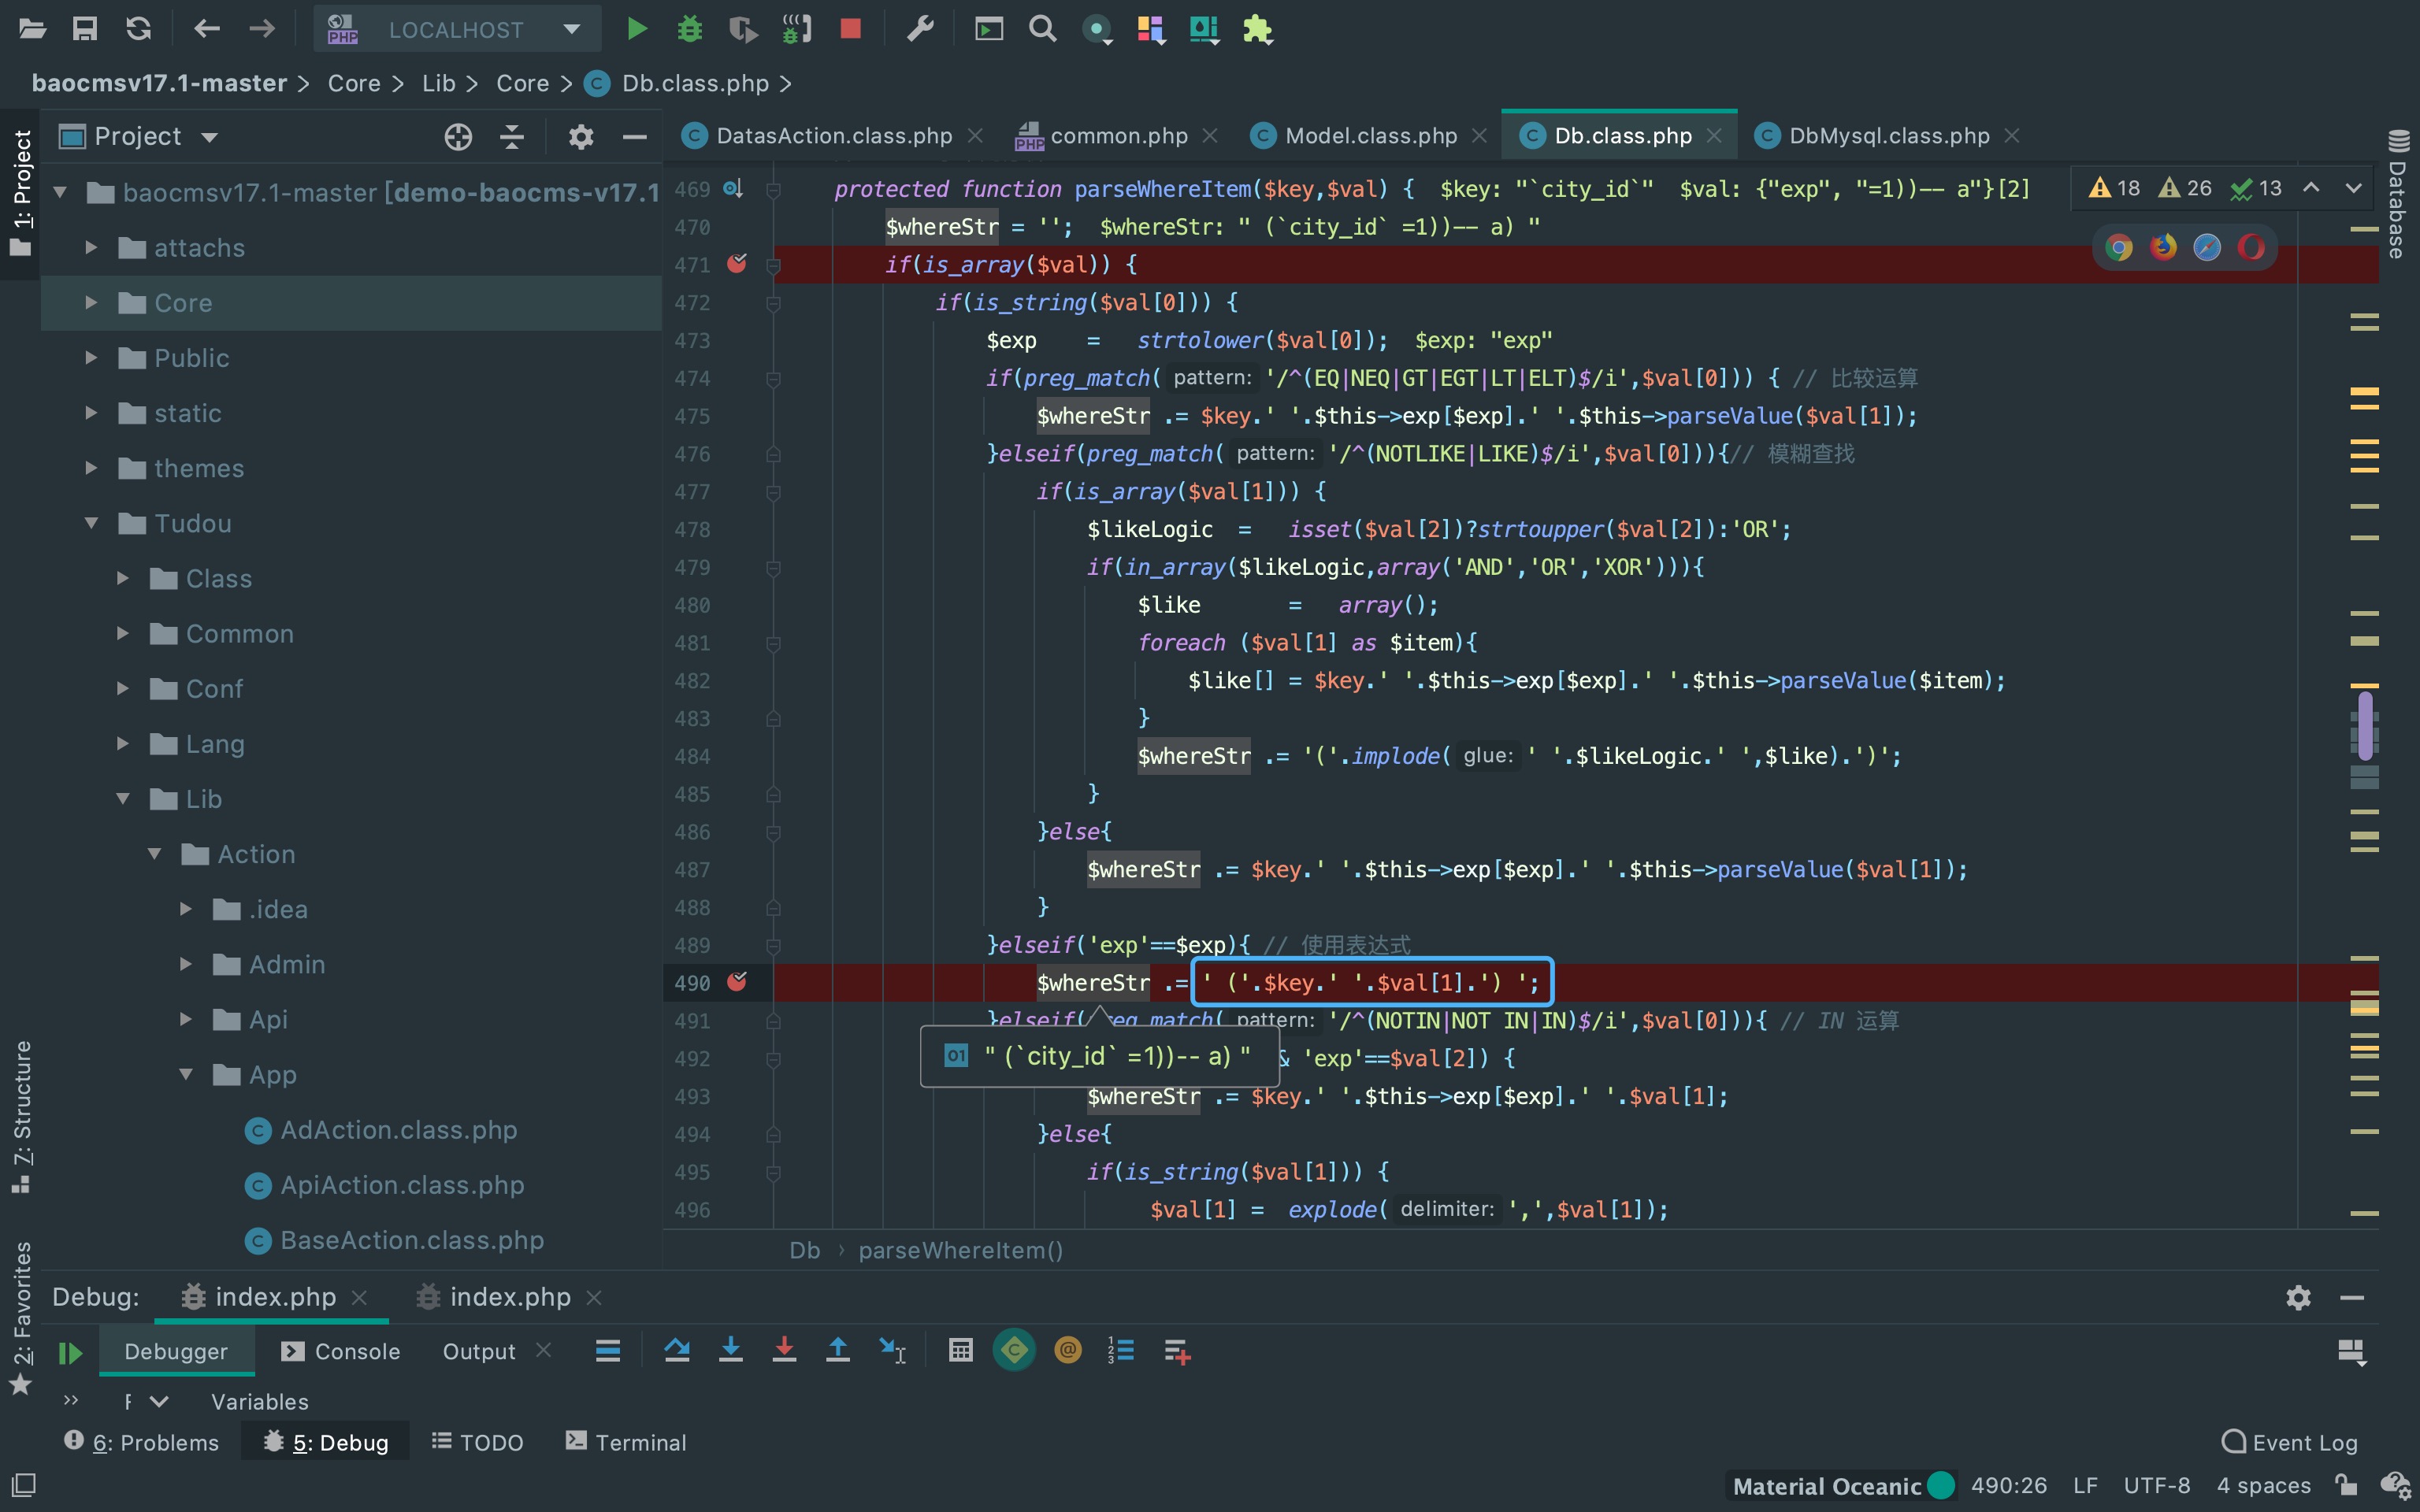 LOCALHOST
baocmsv17.1-master > Core > Lib > Core > Db.class.php >
Project
DatasAction.class.php
common.php
Model.class.php
Db.class.php
DbMysql.class.php
1: Project
7: Structure
2: Favorites
Database
baocmsv17.1-master [demo-baocms-v17.1
attachs
Core
Public
static
themes
Tudou
Class
Common
Conf
Lang
Lib
Action
.idea
Admin
Api
App
AdAction.class.php
ApiAction.class.php
BaseAction.class.php
18 26 13
469 protected function parseWhereItem($key,$val) { $key: "`city_id`" $val: {"exp", "=1))-- a"}[2]
470 $whereStr = ''; $whereStr: " (`city_id` =1))-- a) "
471 if(is_array($val)) {
472 if(is_string($val[0])) {
473 $exp = strtolower($val[0]); $exp: "exp"
474 if(preg_match( pattern: '/^(EQ|NEQ|GT|EGT|LT|ELT)$/i',$val[0])) { // 比较运算
475 $whereStr .= $key.' '.$this->exp[$exp].' '.$this->parseValue($val[1]);
476 }elseif(preg_match( pattern: '/^(NOTLIKE|LIKE)$/i',$val[0])){// 模糊查找
477 if(is_array($val[1])) {
478 $likeLogic = isset($val[2])?strtoupper($val[2]):'OR';
479 if(in_array($likeLogic,array('AND','OR','XOR'))){
480 $like = array();
481 foreach ($val[1] as $item){
482 $like[] = $key.' '.$this->exp[$exp].' '.$this->parseValue($item);
483 }
484 $whereStr .= '('.implode( glue: ' '.$likeLogic.' ',$like).')';
485 }
486 }else{
487 $whereStr .= $key.' '.$this->exp[$exp].' '.$this->parseValue($val[1]);
488 }
489 }elseif('exp'==$exp){ // 使用表达式
490 $whereStr .= ' ('.$key.' '.$val[1].') ';
491 }elseif(preg_match( pattern: '/^(NOTIN|NOT IN|IN)$/i',$val[0])){ // IN 运算
01 " (`city_id` =1))-- a) "
492 & 'exp'==$val[2]) {
493 $whereStr .= $key.' '.$this->exp[$exp].' '.$val[1];
494 }else{
495 if(is_string($val[1])) {
496 $val[1] = explode( delimiter: ',',$val[1]);
Db › parseWhereItem()
Debug: index.php index.php
Debugger Console Output
Variables
6: Problems 5: Debug TODO Terminal Event Log
Material Oceanic 490:26 LF UTF-8 4 spaces